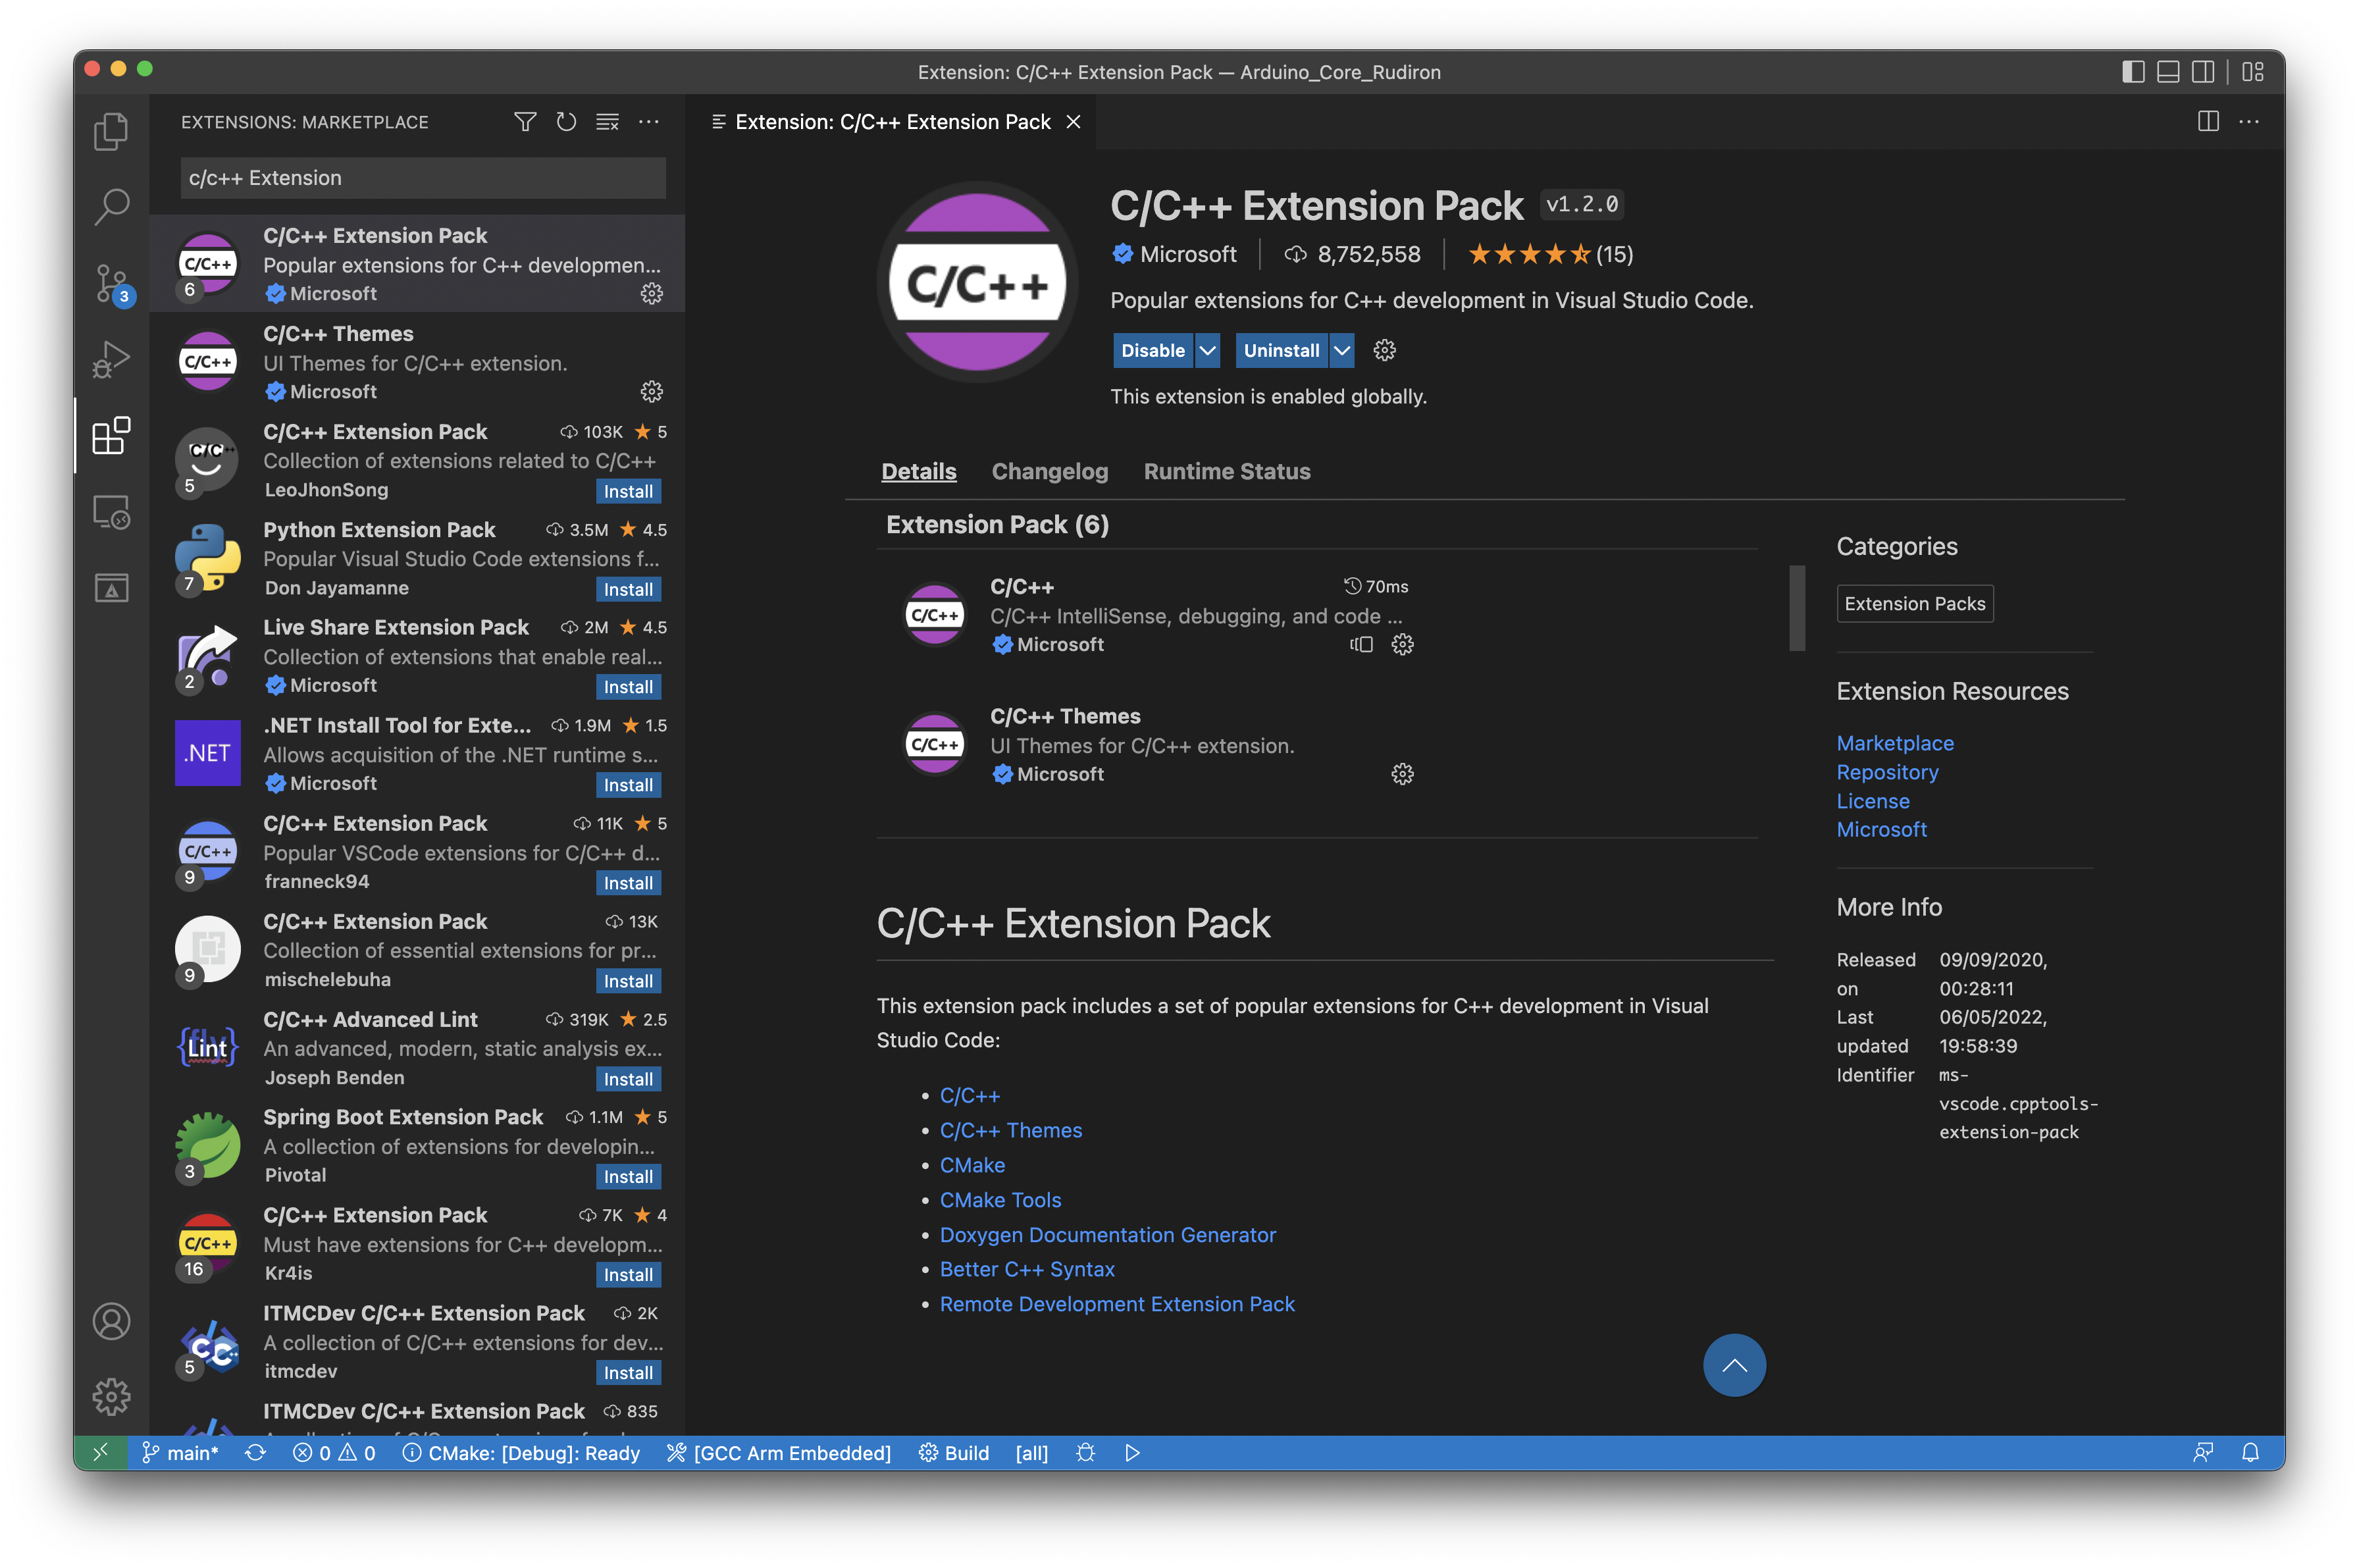 Extension: C/C++ Extension Pack — Arduino_Core_Rudiron
EXTENSIONS: MARKETPLACE
c/c++ Extension
C/C++
6
C/C++ Extension Pack
Popular extensions for C++ developmen...
Microsoft
C/C++
C/C++ Themes
UI Themes for C/C++ extension.
Microsoft
C/C++
5
C/C++ Extension Pack 103K ★ 5
Collection of extensions related to C/C++
LeoJhonSong Install
7
Python Extension Pack 3.5M ★ 4.5
Popular Visual Studio Code extensions f...
Don Jayamanne Install
2
Live Share Extension Pack 2M ★ 4.5
Collection of extensions that enable real...
Microsoft Install
.NET
.NET Install Tool for Exte... 1.9M ★ 1.5
Allows acquisition of the .NET runtime s...
Microsoft Install
C/C++
9
C/C++ Extension Pack 11K ★ 5
Popular VSCode extensions for C/C++ d...
franneck94 Install
9
C/C++ Extension Pack 13K
Collection of essential extensions for pr...
mischelebuha Install
{Lint}
C/C++ Advanced Lint 319K ★ 2.5
An advanced, modern, static analysis ex...
Joseph Benden Install
3
Spring Boot Extension Pack 1.1M ★ 5
A collection of extensions for developin...
Pivotal Install
C/C++
16
C/C++ Extension Pack 7K ★ 4
Must have extensions for C++ developm...
Kr4is Install
5
ITMCDev C/C++ Extension Pack 2K
A collection of C/C++ extensions for dev...
itmcdev Install
ITMCDev C/C++ Extension Pack 835
3
Extension: C/C++ Extension Pack
C/C++
C/C++ Extension Pack v1.2.0
Microsoft | 8,752,558 | ★★★★★(15)
Popular extensions for C++ development in Visual Studio Code.
Disable Uninstall
This extension is enabled globally.
Details Changelog Runtime Status
Extension Pack (6)
C/C++
C/C++ 70ms
C/C++ IntelliSense, debugging, and code ...
Microsoft
C/C++
C/C++ Themes
UI Themes for C/C++ extension.
Microsoft
C/C++ Extension Pack
This extension pack includes a set of popular extensions for C++ development in Visual
Studio Code:
• C/C++
• C/C++ Themes
• CMake
• CMake Tools
• Doxygen Documentation Generator
• Better C++ Syntax
• Remote Development Extension Pack
Categories
Extension Packs
Extension Resources
Marketplace
Repository
License
Microsoft
More Info
Released 09/09/2020,
on 00:28:11
Last 06/05/2022,
updated 19:58:39
Identifier ms-
vscode.cpptools-
extension-pack
main* 0 0 CMake: [Debug]: Ready [GCC Arm Embedded] Build [all]